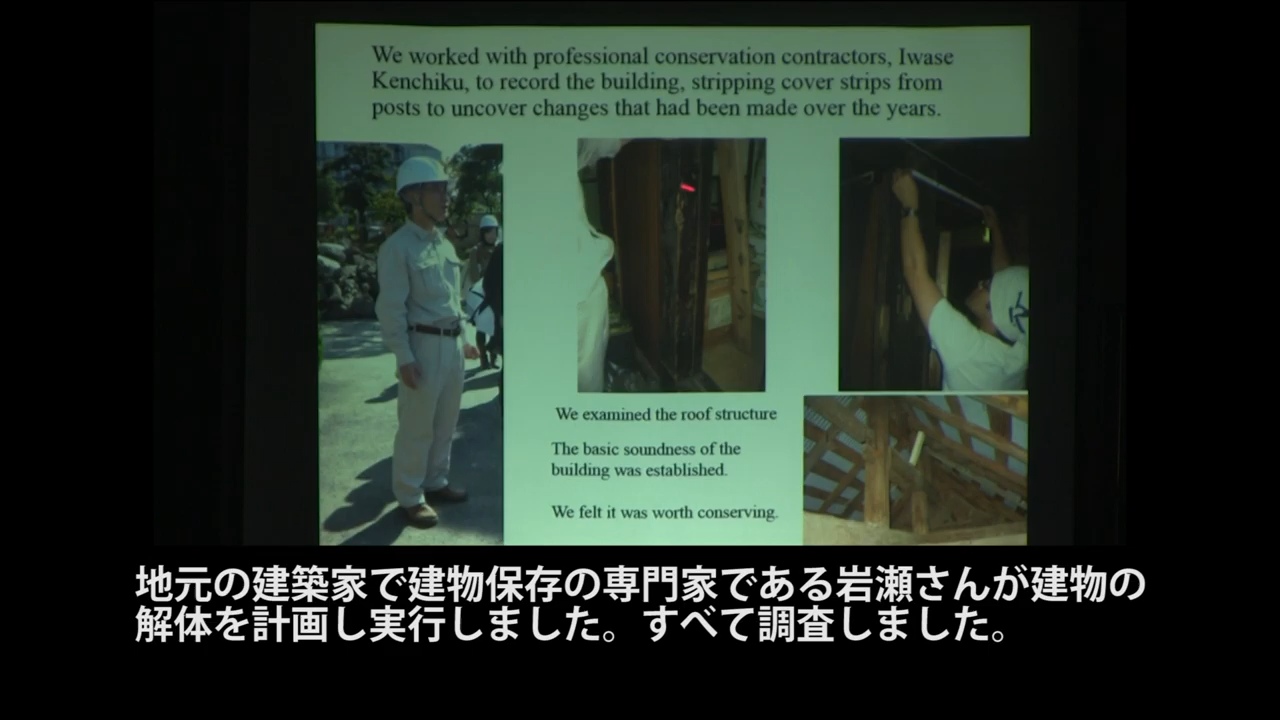 We worked with professional conservation contractors, Iwase
Kenchiku, to record the building, stripping cover strips from
posts to uncover changes that had been made over the years.
We examined the roof structure
The basic soundness of the
building was established.
We felt it was worth conserving.
地元の建築家で建物保存の専門家である岩瀬さんが建物の
解体を計画し実行しました。すべて調査しました。